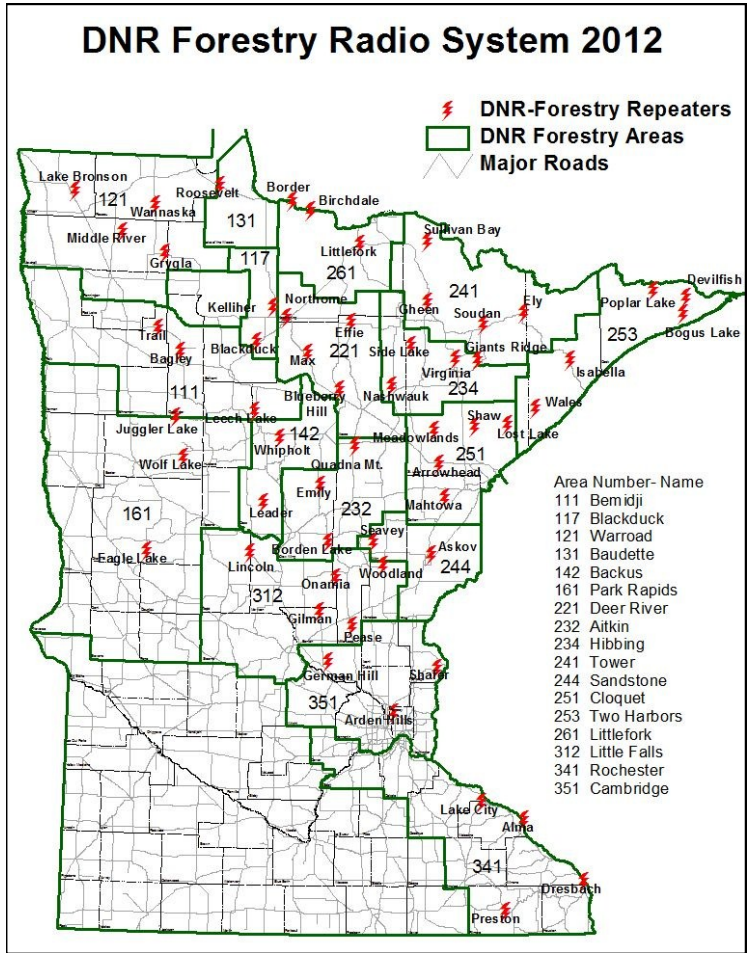 DNR Forestry Radio System 2012
DNR-Forestry Repeaters
DNR Forestry Areas
Major Roads
Lake Bronson
121
Wannaska
Roosevelt
Border
Birchdale
Middle River
131
Sullivan Bay
Grygla
117
Littlefork
261
241
Devilfish
Poplar Lake
Kelliher
Northome
Gheen
Soudan
Ely
253
Bogus Lake
Trail
Effie
Bagley
Blackduck
Max
221
Side Lake
Giants Ridge
Virginia
Isabella
111
Blueberry
Hill
Nashwauk
234
Wales
Juggler Lake
Leech Lake
142
Shaw
Lost Lake
Meadowlands
251
Wolf Lake
Whipholt
Quadna Mt.
Arrowhead
Emily
Mahtowa
161
Leader
232
Seavey
Eagle Lake
Lincoln
Borden Lake
Askov
Woodland
244
312
Onamia
Gilman
Pease
German Hill
Shafer
351
Arden Hills
Lake City
Alma
341
Dresbach
Preston
Area Number- Name
111 Bemidji
117 Blackduck
121 Warroad
131 Baudette
142 Backus
161 Park Rapids
221 Deer River
232 Aitkin
234 Hibbing
241 Tower
244 Sandstone
251 Cloquet
253 Two Harbors
261 Littlefork
312 Little Falls
341 Rochester
351 Cambridge